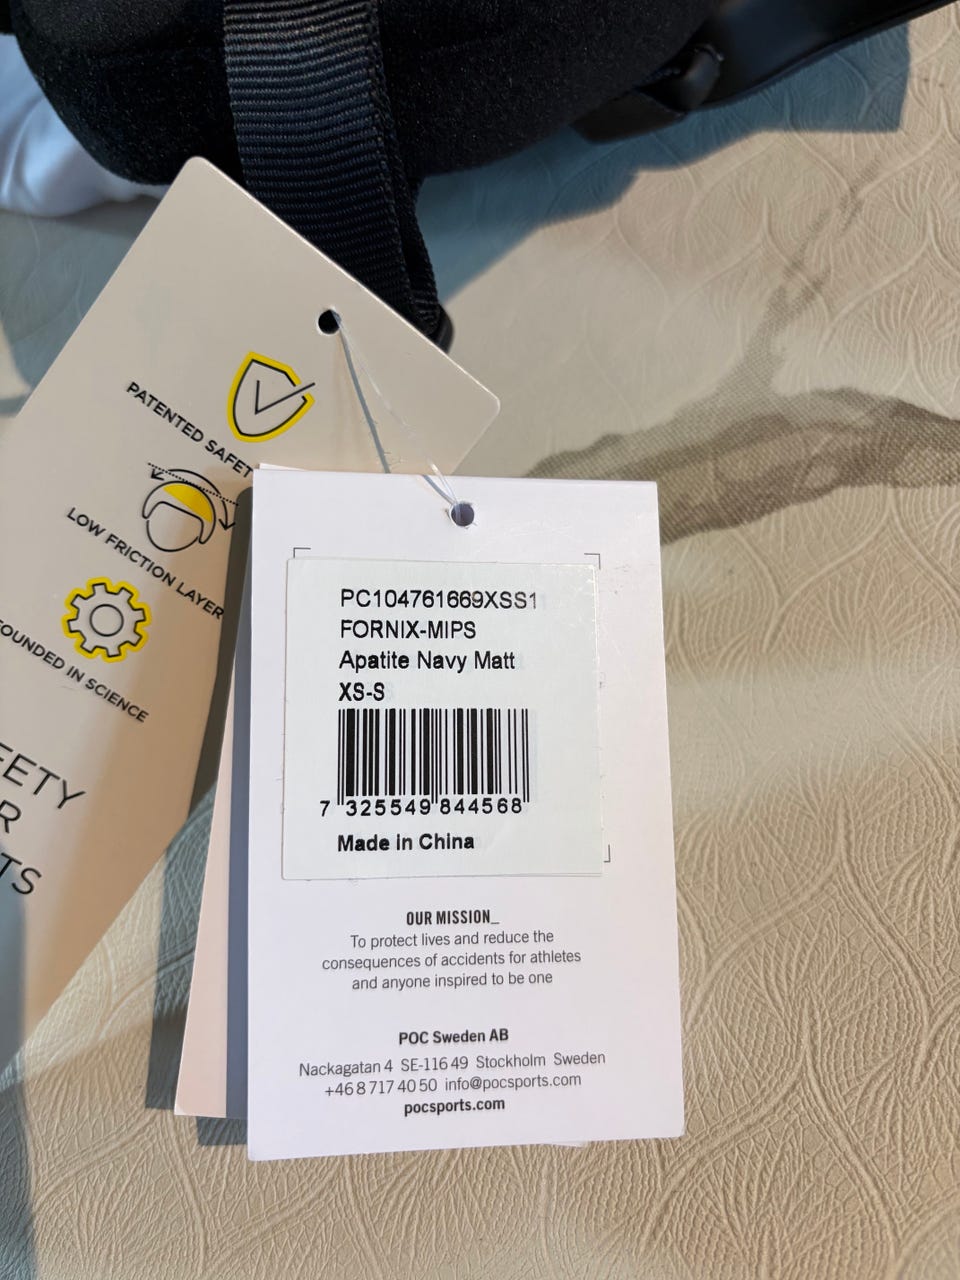 PATENTED SAFET
LOW FRICTION LAYER
FOUNDED IN SCIENCE
TS
PC104761669XSS1
FORNIX-MIPS
Apatite Navy Matt
XS-S
7 325549 844568
Made in China
OUR MISSION_
To protect lives and reduce the
consequences of accidents for athletes
and anyone inspired to be one
POC Sweden AB
Nackagatan 4 SE-116 49 Stockholm Sweden
+46 8 717 40 50 info@pocsports.com
pocsports.com